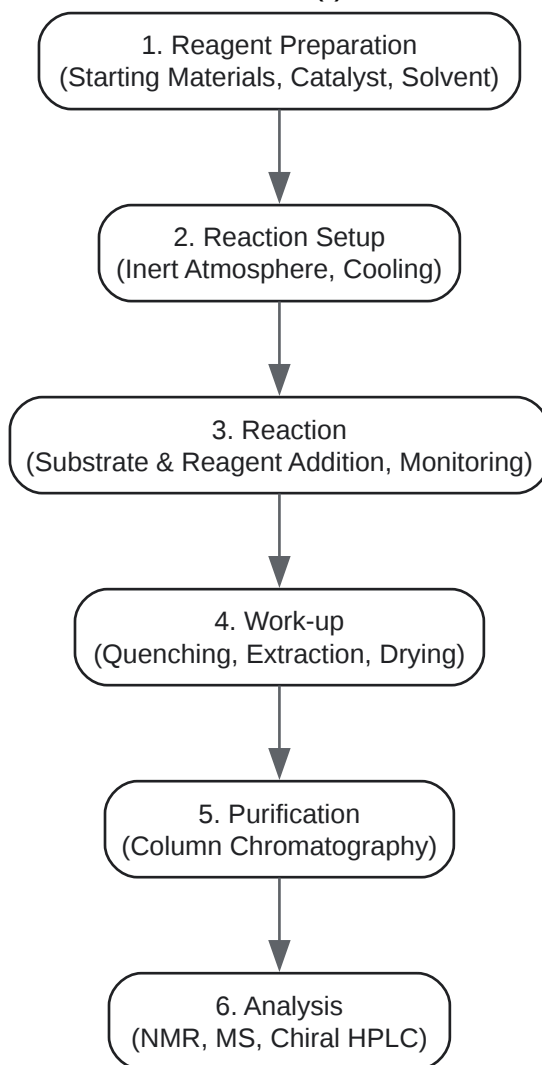 1. Reagent Preparation
(Starting Materials, Catalyst, Solvent)
2. Reaction Setup
(Inert Atmosphere, Cooling)
3. Reaction
(Substrate & Reagent Addition, Monitoring)
4. Work-up
(Quenching, Extraction, Drying)
5. Purification
(Column Chromatography)
6. Analysis
(NMR, MS, Chiral HPLC)